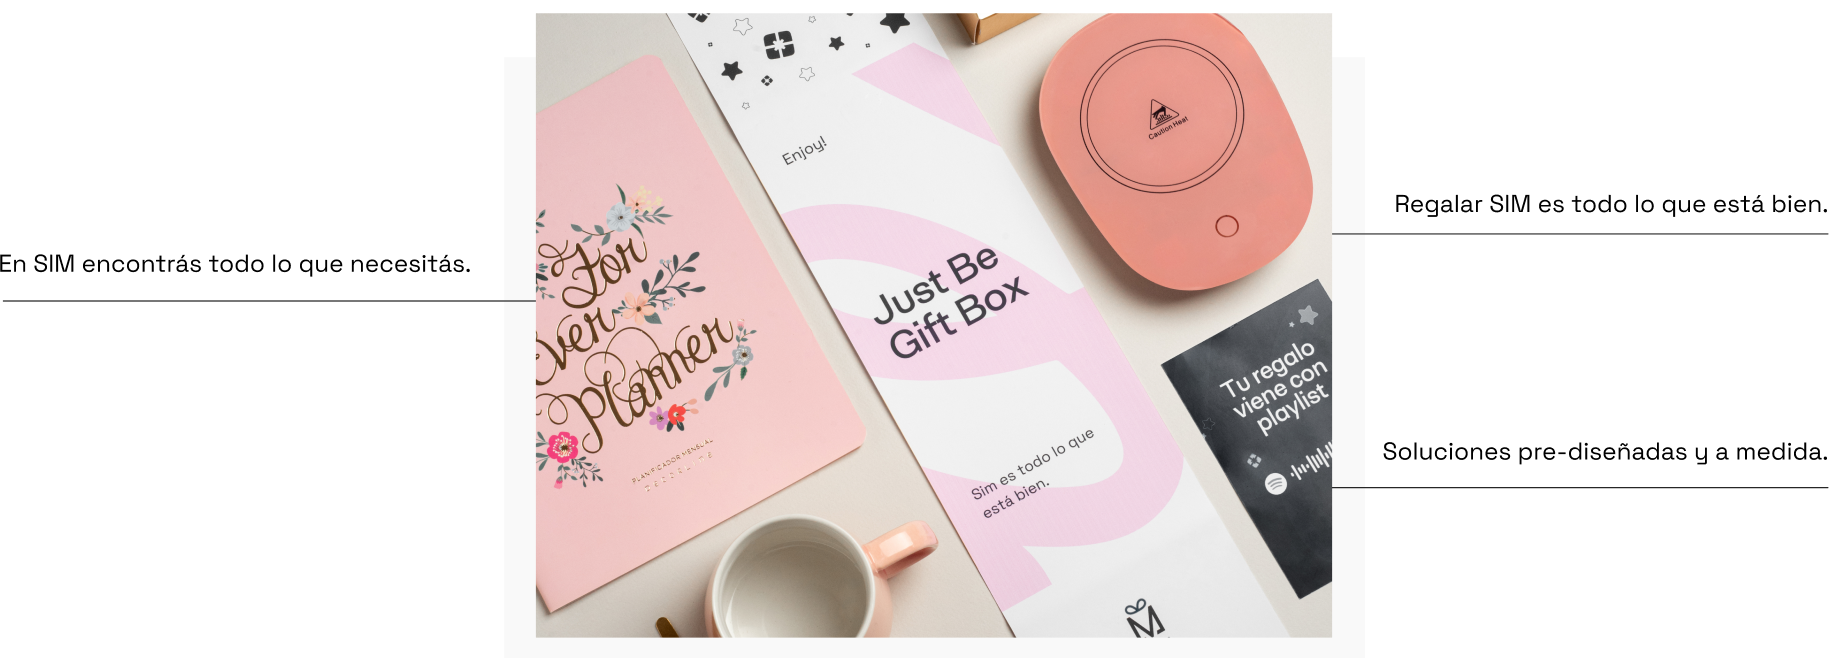 En SIM encontrás todo lo que necesitás.
Enjoy!
Just Be
Gift Box
Sim es todo lo que
está bien.
For
ver
Planner
PLANIFICADOR MENSUAL
Caution Heat
Tu regalo
viene con
playlist
M
Regalar SIM es todo lo que está bien.
Soluciones pre-diseñadas y a medida.